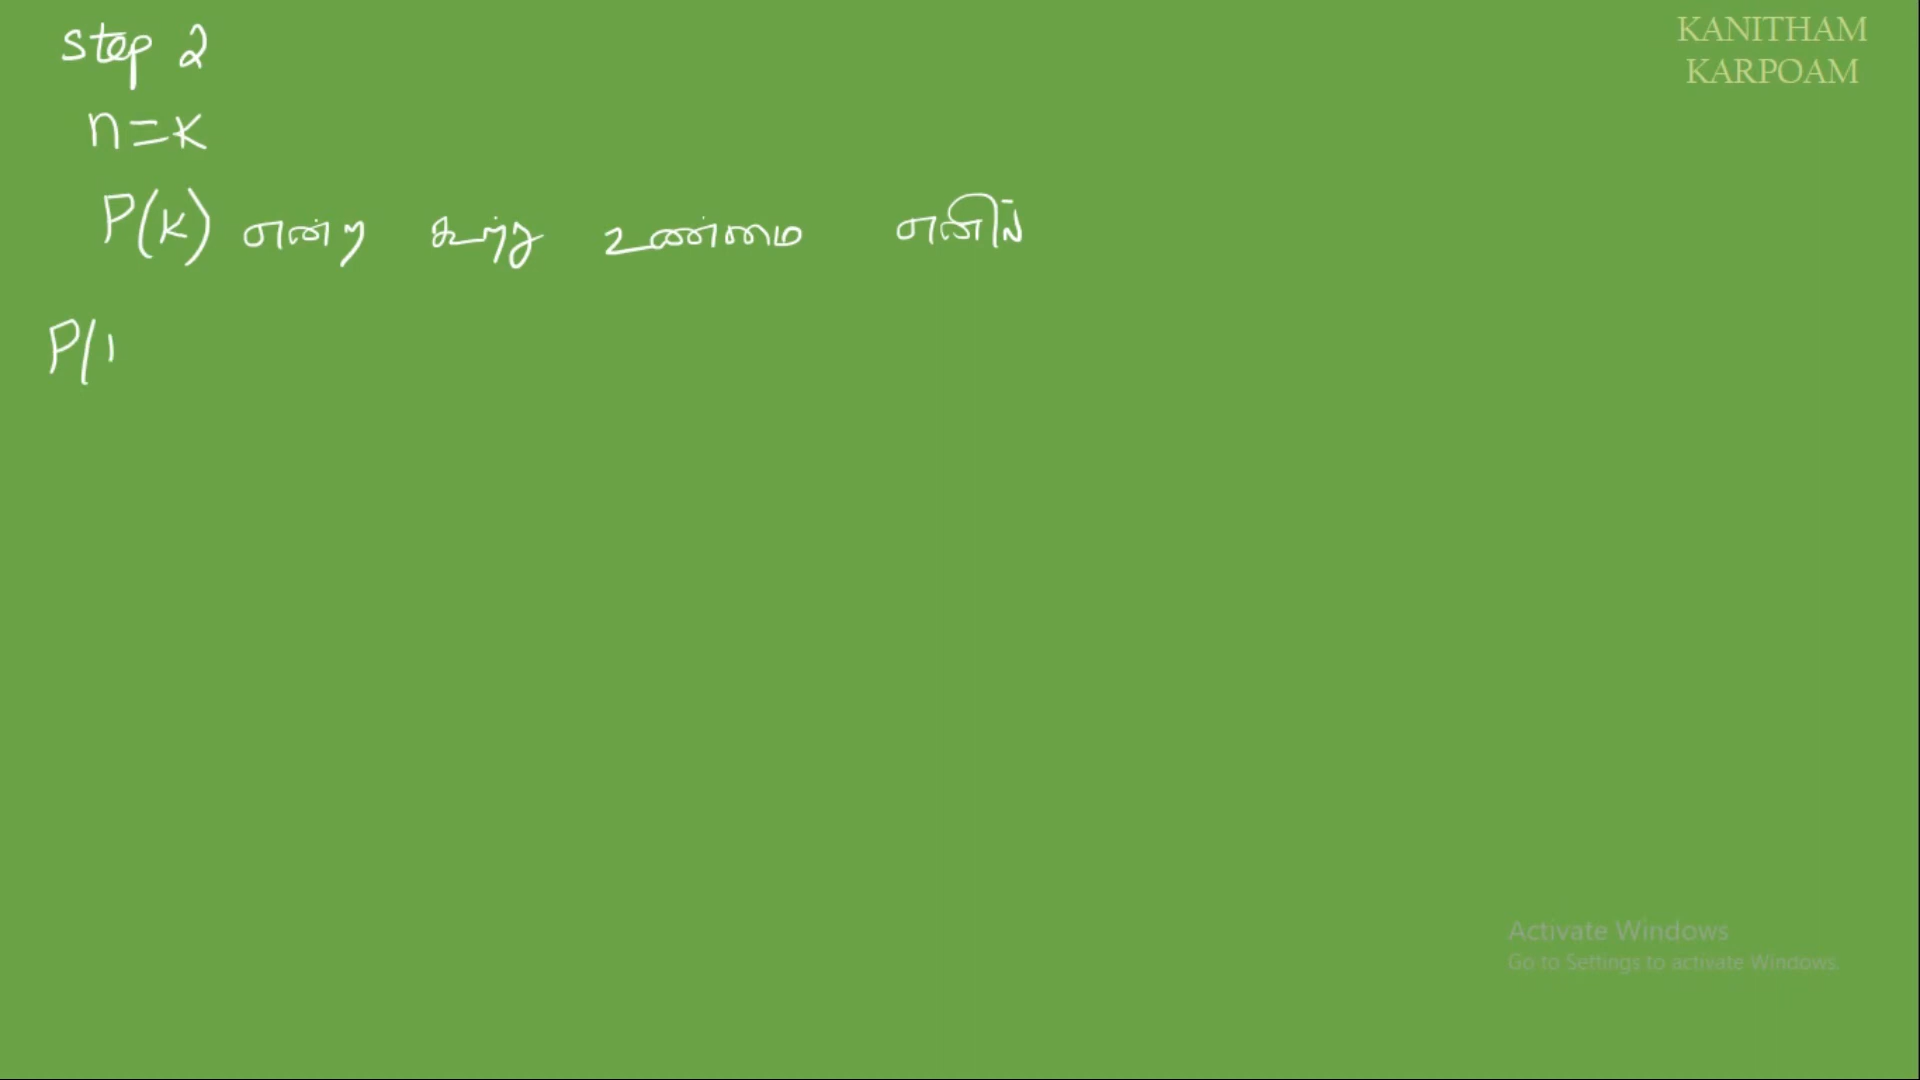 Step 2
KANITHAM
KARPOAM
n=k
P(k) என்ற கூற்று உண்மை எனில்
P(1
Activate Windows
Go to Settings to activate Windows.